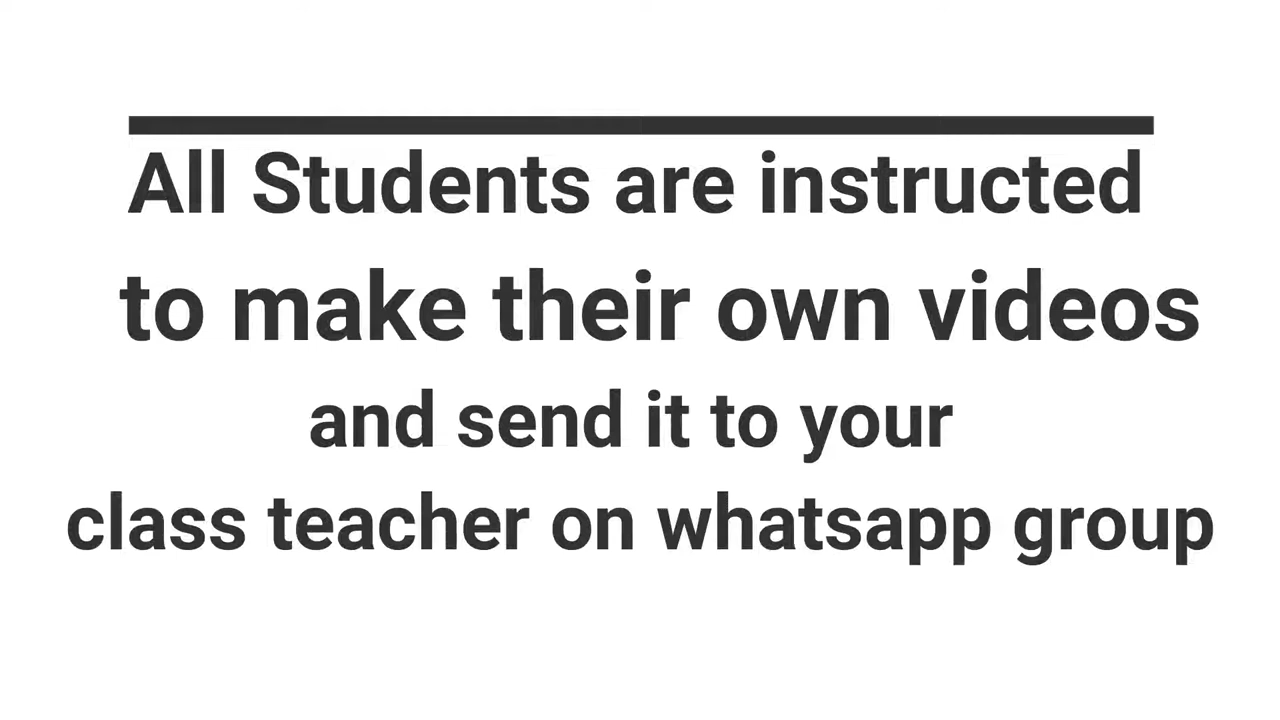 All Students are instructed
to make their own videos
and send it to your
class teacher on whatsapp group